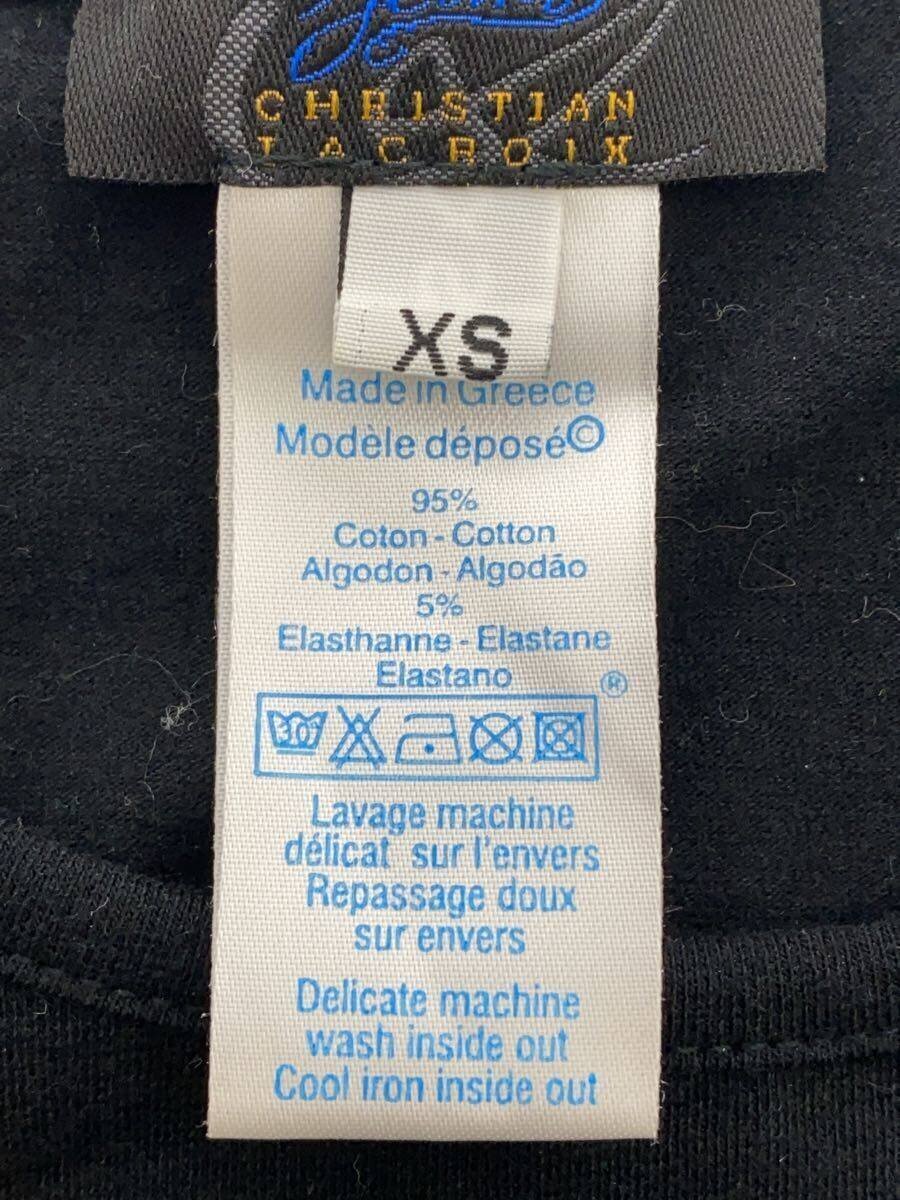 CHRISTIAN
LACROIX
XS
Made in Greece
Modèle déposé©
95%
Coton - Cotton
Algodon - Algodão
5%
Elasthanne - Elastane
Elastano
®
30°
Lavage machine
délicat sur l'envers
Repassage doux
sur envers
Delicate machine
wash inside out
Cool iron inside out